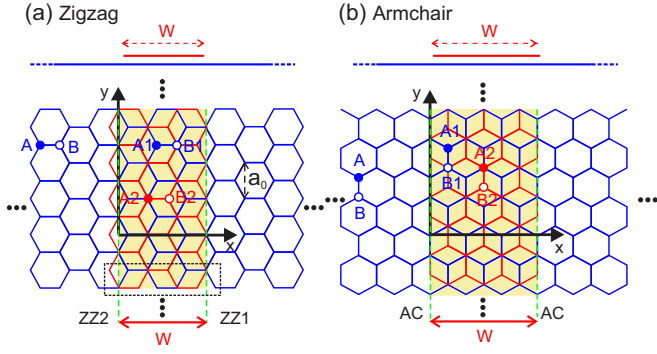 (a) Zigzag
W
y
A B
A1 B1
a0
A2 B2
x
ZZ2 ZZ1
W
(b) Armchair
W
y
A1
A
A2
B1
B
B2
x
AC AC
W